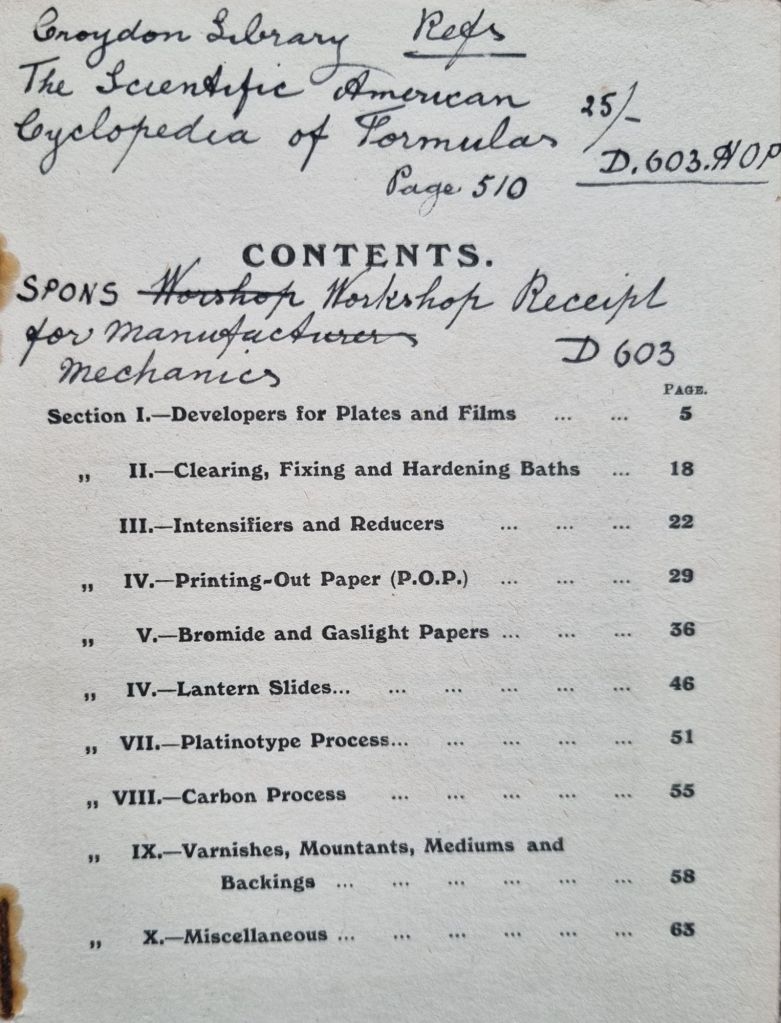 Croydon Library Refs
The Scientific American
Cyclopedia of Formulas 25/-
D.603.HOP
Page 510
CONTENTS.
SPONS Worshop Workshop Receipt
for manufacturer
D 603
mechanics
PAGE.
Section I.—Developers for Plates and Films ... ... 5
„ II.—Clearing, Fixing and Hardening Baths ... 18
III.—Intensifiers and Reducers ... ... ... 22
„ IV.—Printing-Out Paper (P.O.P.) ... ... ... 29
„ V.—Bromide and Gaslight Papers ... ... ... 36
„ IV.—Lantern Slides... ... ... ... ... ... 46
„ VII.—Platinotype Process... ... ... ... ... 51
„ VIII.—Carbon Process ... ... ... ... ... 55
„ IX.—Varnishes, Mountants, Mediums and
Backings ... ... ... ... ... ... 58
„ X.—Miscellaneous ... ... ... ... ... ... 63